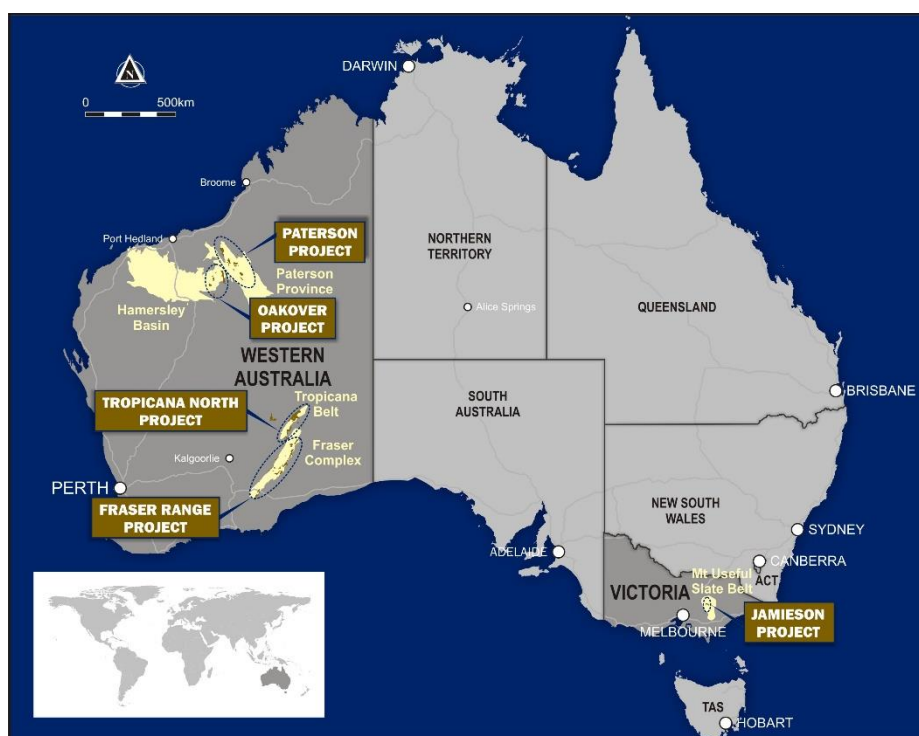 DARWIN
N
0 500km
Broome
Port Hedland
PATERSON
PROJECT
NORTHERN
TERRITORY
Paterson
Province
Alice Springs
QUEENSLAND
Hamersley
Basin
OAKOVER
PROJECT
WESTERN
AUSTRALIA
SOUTH
AUSTRALIA
BRISBANE
TROPICANA NORTH
PROJECT
Tropicana
Belt
Kalgoorlie
Fraser
Complex
PERTH
FRASER RANGE
PROJECT
NEW SOUTH
WALES
SYDNEY
ADELAIDE
CANBERRA
ACT
Mt Useful
Slate Belt
VICTORIA
MELBOURNE
JAMIESON
PROJECT
TAS
HOBART